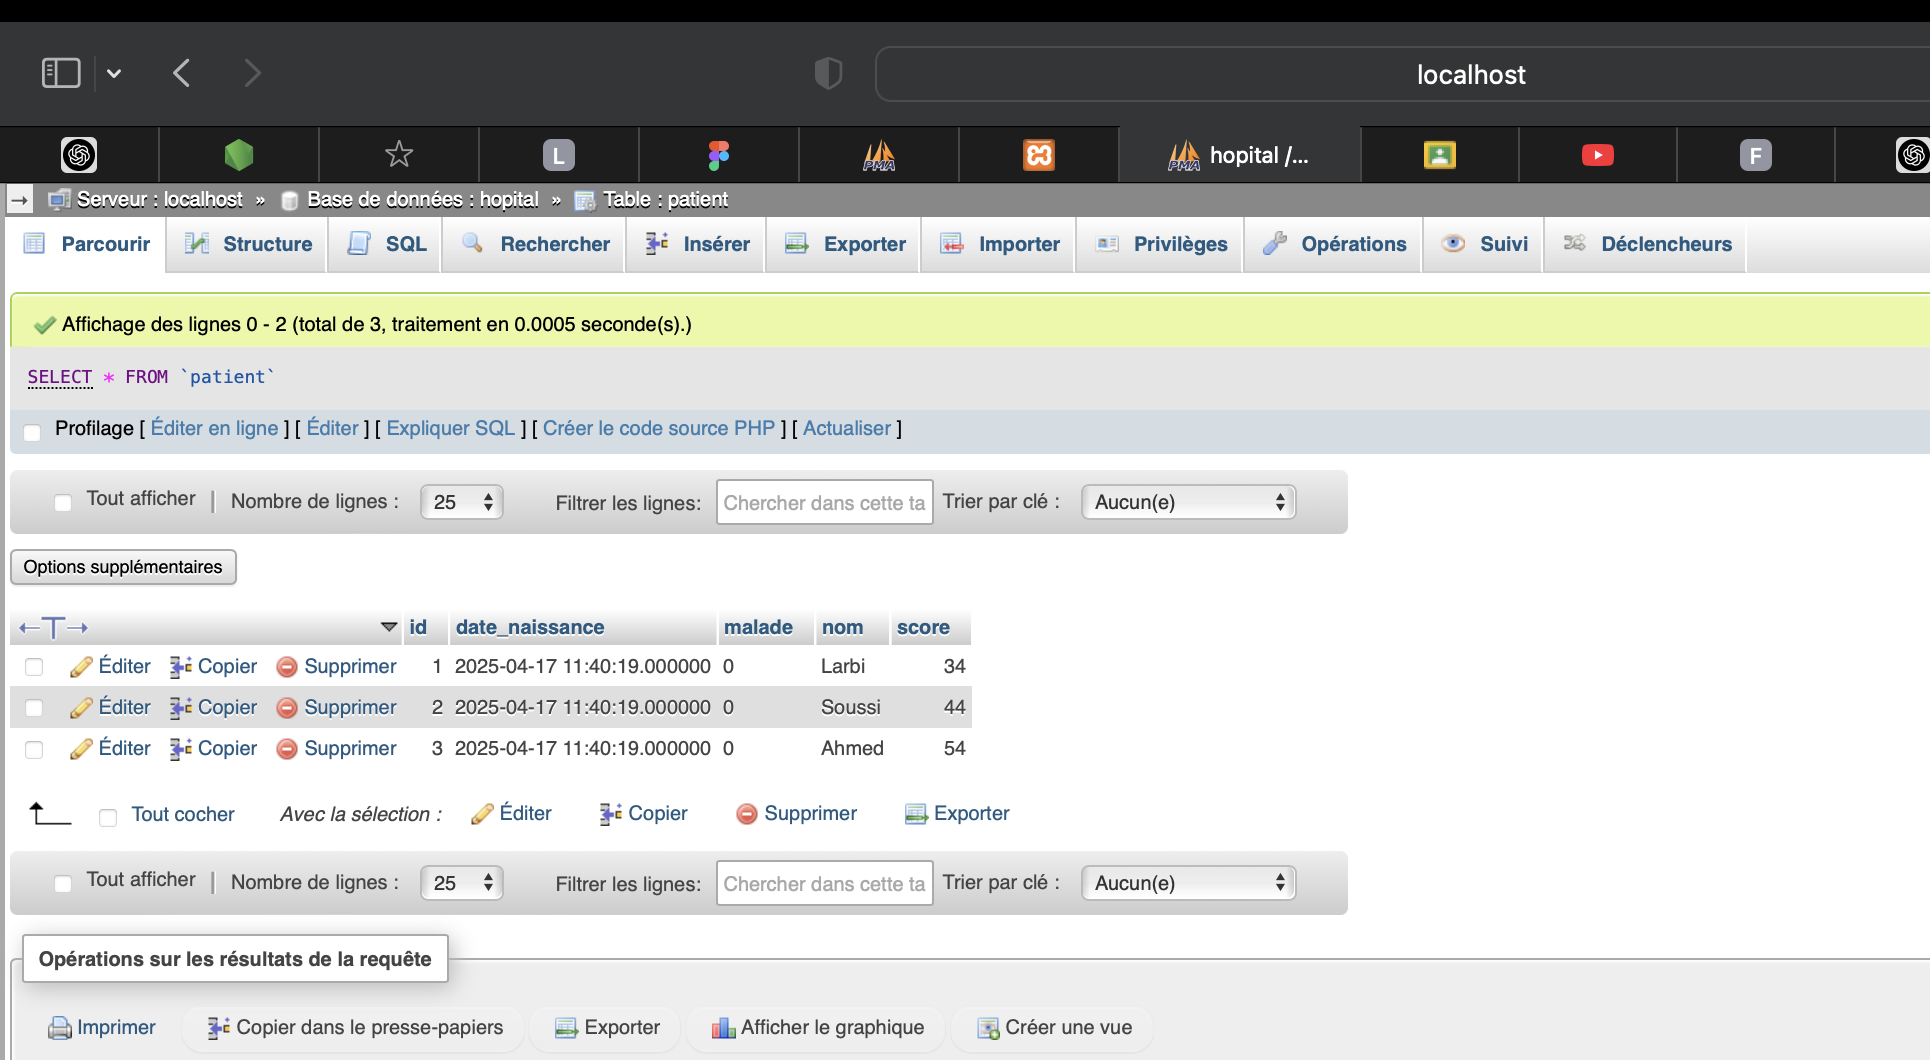 localhost
L
PMA
PMA hopital /...
F
Serveur : localhost » Base de données : hopital » Table : patient
Parcourir Structure SQL Rechercher Insérer Exporter Importer Privilèges Opérations Suivi Déclencheurs
Affichage des lignes 0 - 2 (total de 3, traitement en 0.0005 seconde(s).)
SELECT * FROM `patient`
Profilage [ Éditer en ligne ] [ Éditer ] [ Expliquer SQL ] [ Créer le code source PHP ] [ Actualiser ]
Tout afficher | Nombre de lignes : 25 Filtrer les lignes: Chercher dans cette ta Trier par clé : Aucun(e)
Options supplémentaires
←T→ id date_naissance malade nom score
Éditer Copier Supprimer 1 2025-04-17 11:40:19.000000 0 Larbi 34
Éditer Copier Supprimer 2 2025-04-17 11:40:19.000000 0 Soussi 44
Éditer Copier Supprimer 3 2025-04-17 11:40:19.000000 0 Ahmed 54
Tout cocher Avec la sélection : Éditer Copier Supprimer Exporter
Tout afficher | Nombre de lignes : 25 Filtrer les lignes: Chercher dans cette ta Trier par clé : Aucun(e)
Opérations sur les résultats de la requête
Imprimer Copier dans le presse-papiers Exporter Afficher le graphique Créer une vue